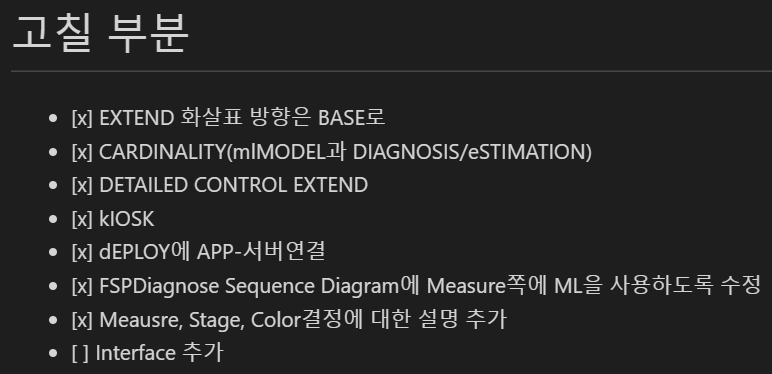 고칠 부분
[x] EXTEND 화살표 방향은 BASE로
[x] CARDINALITY(mlMODEL과 DIAGNOSIS/eSTIMATION)
[x] DETAILED CONTROL EXTEND
[x] kIOSK
[x] dEPLOY에 APP-서버연결
[x] FSPDiagnose Sequence Diagram에 Measure쪽에 ML을 사용하도록 수정
[x] Meausre, Stage, Color결정에 대한 설명 추가
[ ] Interface 추가